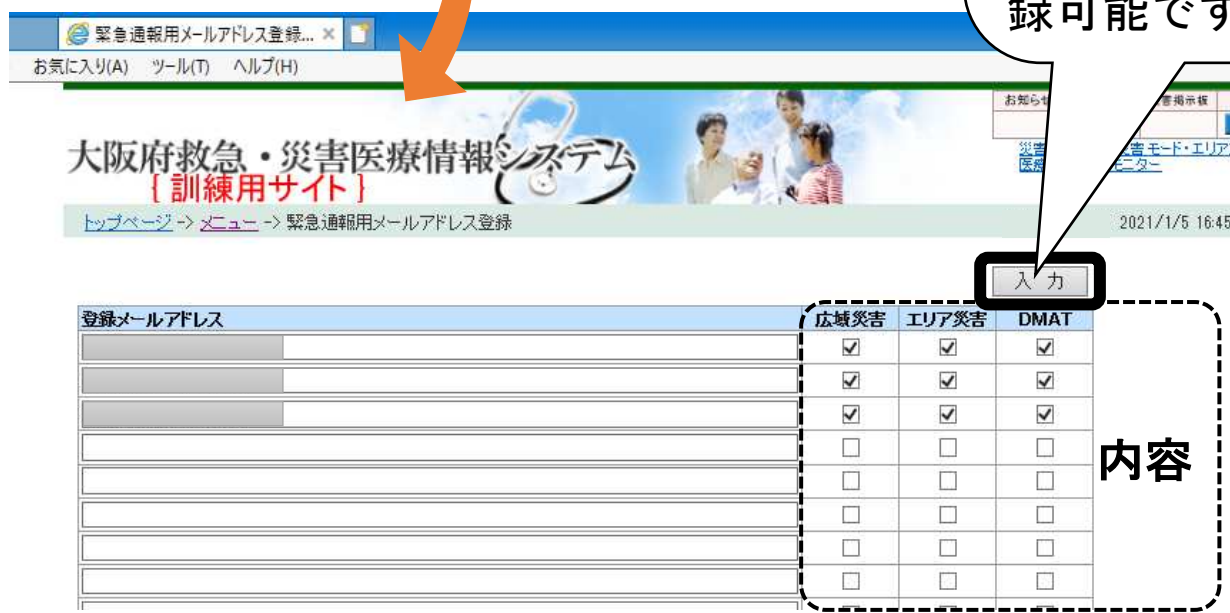 録可能です
緊急通報用メールアドレス登録...
お気に入り(A) ツール(T) ヘルプ(H)
お知らせ 害掲示板
大阪府救急・災害医療情報システム
{訓練用サイト}
災害 害モード・エリア
医療 ニター
トップページ -> メニュー -> 緊急通報用メールアドレス登録 2021/1/5 16:45
入 力
登録メールアドレス 広域災害 エリア災害 DMAT
内容